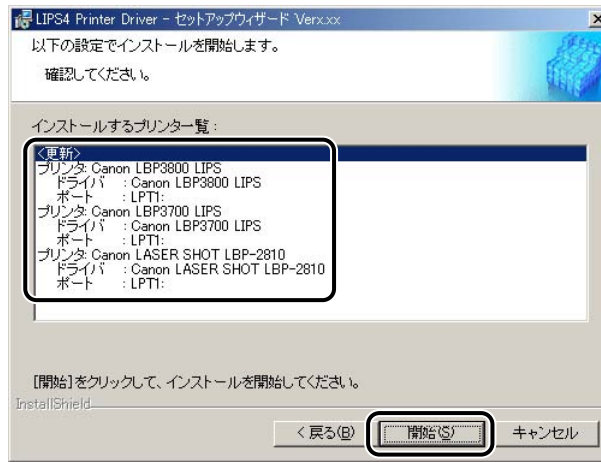 LIPS4 Printer Driver - セットアップウィザード Verx.xx
以下の設定でインストールを開始します。
確認してください。
インストールするプリンター覧:
<更新>
プリンタ: Canon LBP3800 LIPS
ドライバ : Canon LBP3800 LIPS
ポート : LPT1:
プリンタ: Canon LBP3700 LIPS
ドライバ : Canon LBP3700 LIPS
ポート : LPT1:
プリンタ: Canon LASER SHOT LBP-2810
ドライバ : Canon LASER SHOT LBP-2810
ポート : LPT1:
[開始]をクリックして、インストールを開始してください。
InstallShield
< 戻る(B) 開始(S) キャンセル